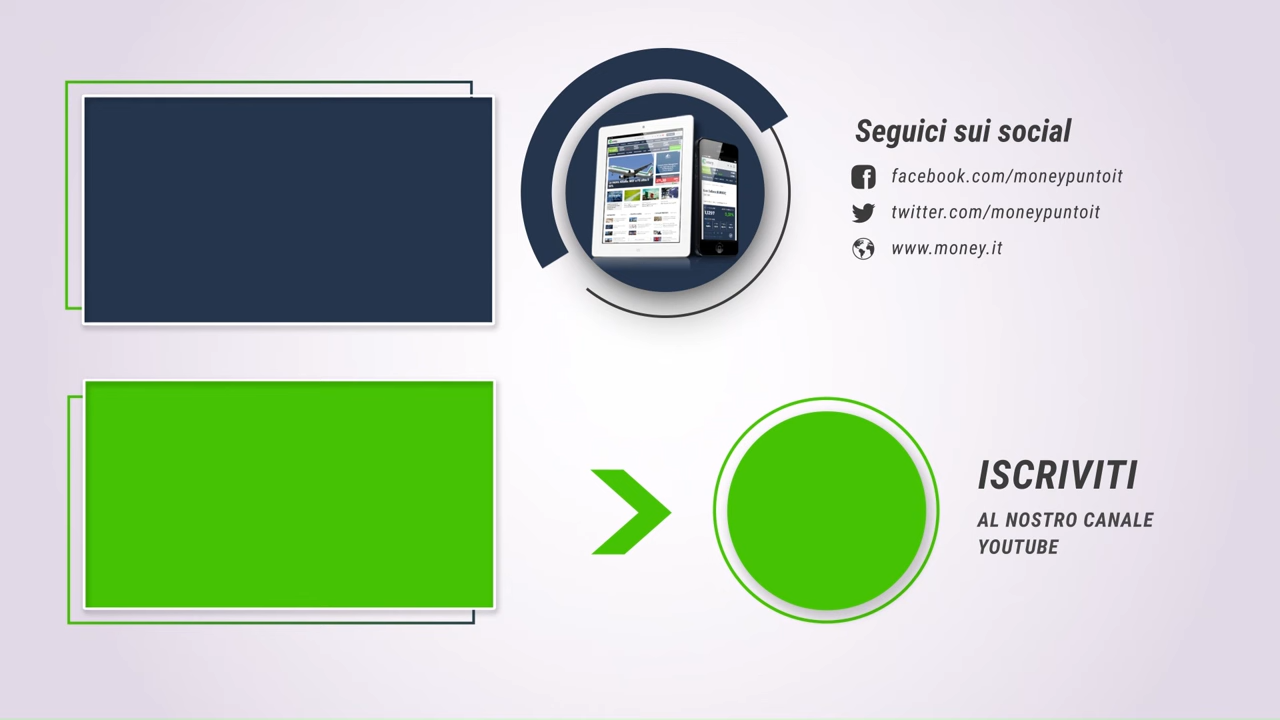 Seguici sui social
facebook.com/moneypuntoit
twitter.com/moneypuntoit
www.money.it
ISCRIVITI
AL NOSTRO CANALE
YOUTUBE